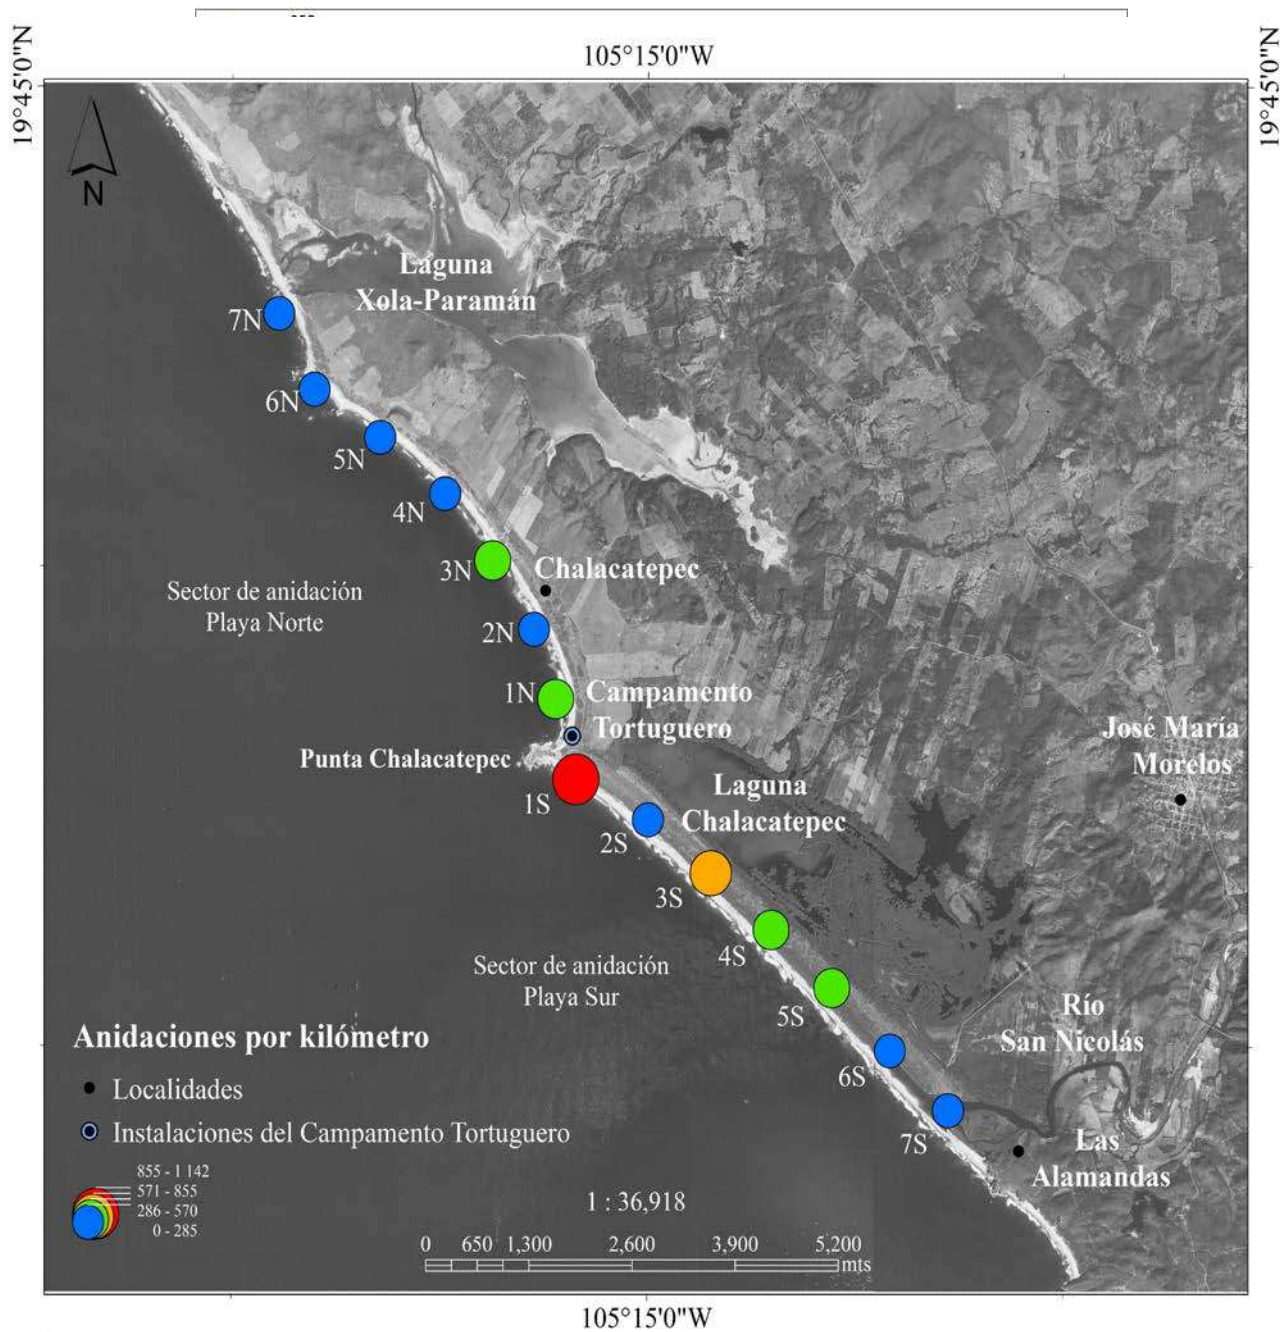 105°15'0"W
19°45'0"N
19°45'0"N
N
Laguna
Xola-Paramán
7N
6N
5N
4N
3N
Chalacatepec
Sector de anidación
Playa Norte
2N
1N
Campamento
Tortuguero
José María
Morelos
Punta Chalacatepec
1S
Laguna
Chalacatepec
2S
3S
4S
Sector de anidación
Playa Sur
5S
Río
San Nicolás
6S
7S
Las
Alamandas
Anidaciones por kilómetro
Localidades
Instalaciones del Campamento Tortuguero
855 - 1 142
571 - 855
286 - 570
0 - 285
1 : 36,918
0 650 1,300 2,600 3,900 5,200
mts
105°15'0"W